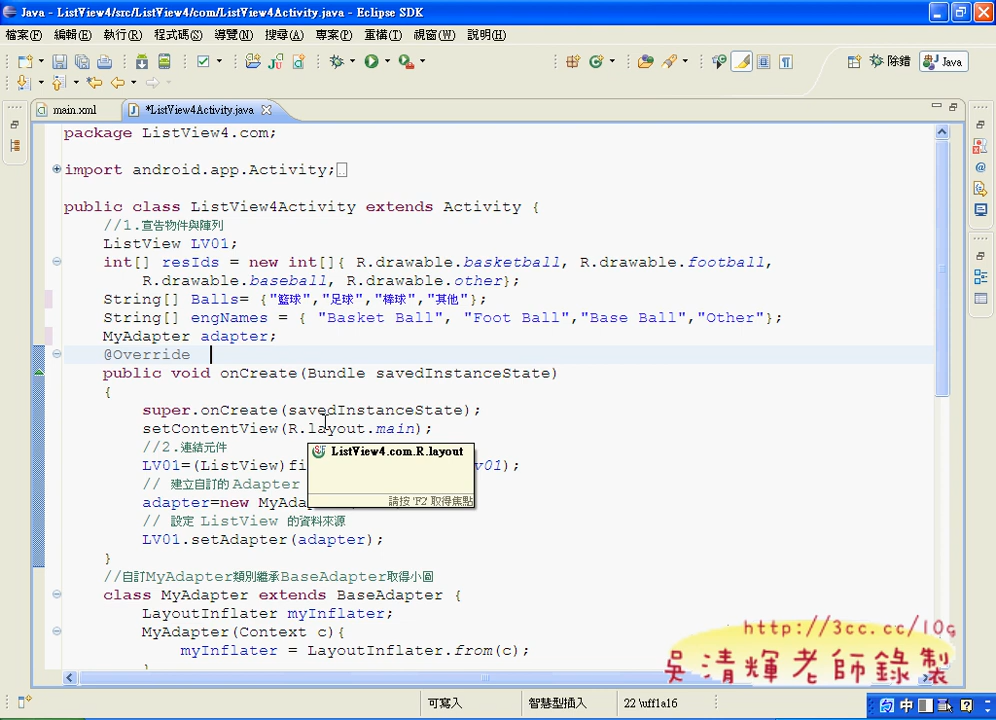 Java - ListView4/src/ListView4/com/ListView4Activity.java - Eclipse SDK
檔案(F) 編輯(E) 執行(R) 程式碼(S) 導覽(N) 搜尋(A) 專案(P) 重構(T) 視窗(W) 說明(H)
除錯 Java
main.xml *ListView4Activity.java
package ListView4.com;
import android.app.Activity;
public class ListView4Activity extends Activity {
//1.宣告物件與陣列
ListView LV01;
int[] resIds = new int[]{ R.drawable.basketball, R.drawable.football,
R.drawable.baseball, R.drawable.other};
String[] Balls= {"籃球","足球","棒球","其他"};
String[] engNames = { "Basket Ball", "Foot Ball","Base Ball","Other"};
MyAdapter adapter;
@Override
public void onCreate(Bundle savedInstanceState)
{
super.onCreate(savedInstanceState);
setContentView(R.layout.main);
//2.連結元件
LV01=(ListView)fi v01);
ListView4.com.R.layout
請按 'F2 取得焦點
// 建立自訂的 Adapter
adapter=new MyAdap
// 設定 ListView 的資料來源
LV01.setAdapter(adapter);
}
//自訂MyAdapter類別繼承BaseAdapter取得小圖
class MyAdapter extends BaseAdapter {
LayoutInflater myInflater;
MyAdapter(Context c){
myInflater = LayoutInflater.from(c);
http://3cc.cc/10g
吳清輝老師錄製
可寫入 智慧型插入 22 \uff1a16
中